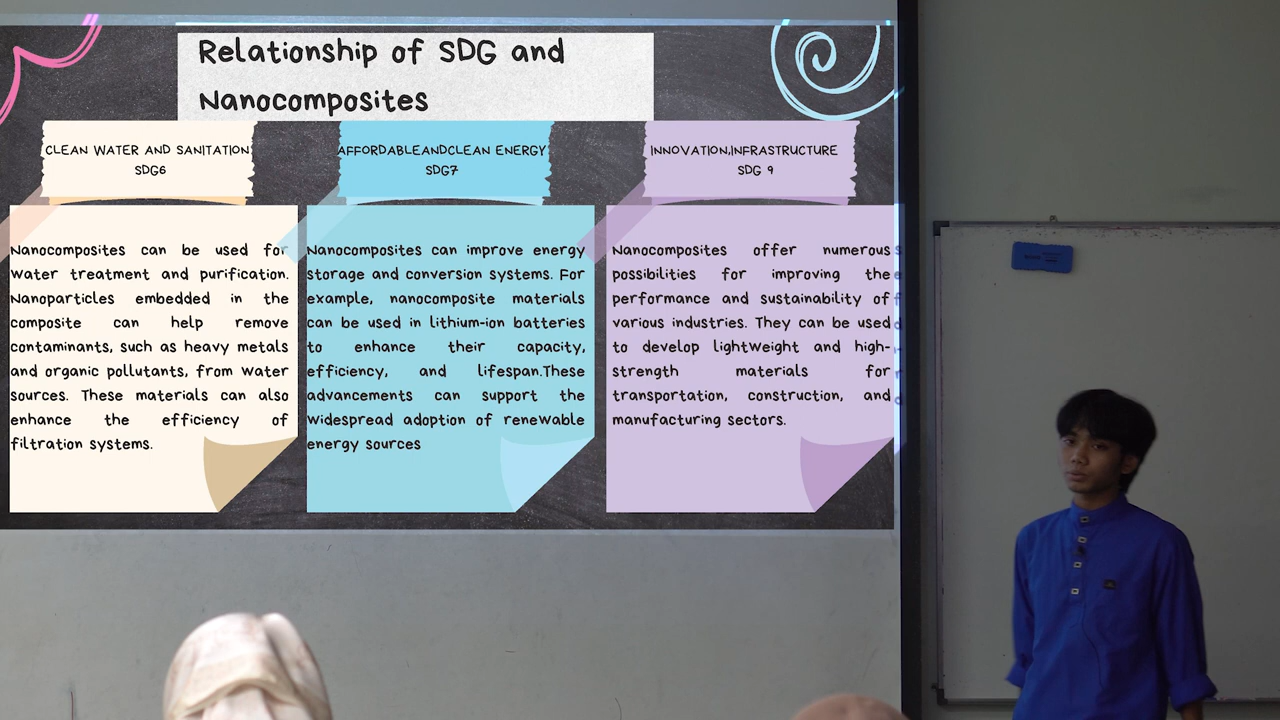 Relationship of SDG and
Nanocomposites
CLEAN WATER AND SANITATION
SDG6
Nanocomposites can be used for
water treatment and purification.
Nanoparticles embedded in the
composite can help remove
contaminants, such as heavy metals
and organic pollutants, from water
sources. These materials can also
enhance the efficiency of
filtration systems.
AFFORDABLEANDCLEAN ENERGY
SDG7
Nanocomposites can improve energy
storage and conversion systems. For
example, nanocomposite materials
can be used in lithium-ion batteries
to enhance their capacity,
efficiency, and lifespan.These
advancements can support the
widespread adoption of renewable
energy sources
INNOVATION,INFRASTRUCTURE
SDG 9
Nanocomposites offer numerous
possibilities for improving the
performance and sustainability of
various industries. They can be used
to develop lightweight and high-
strength materials for
transportation, construction, and
manufacturing sectors.